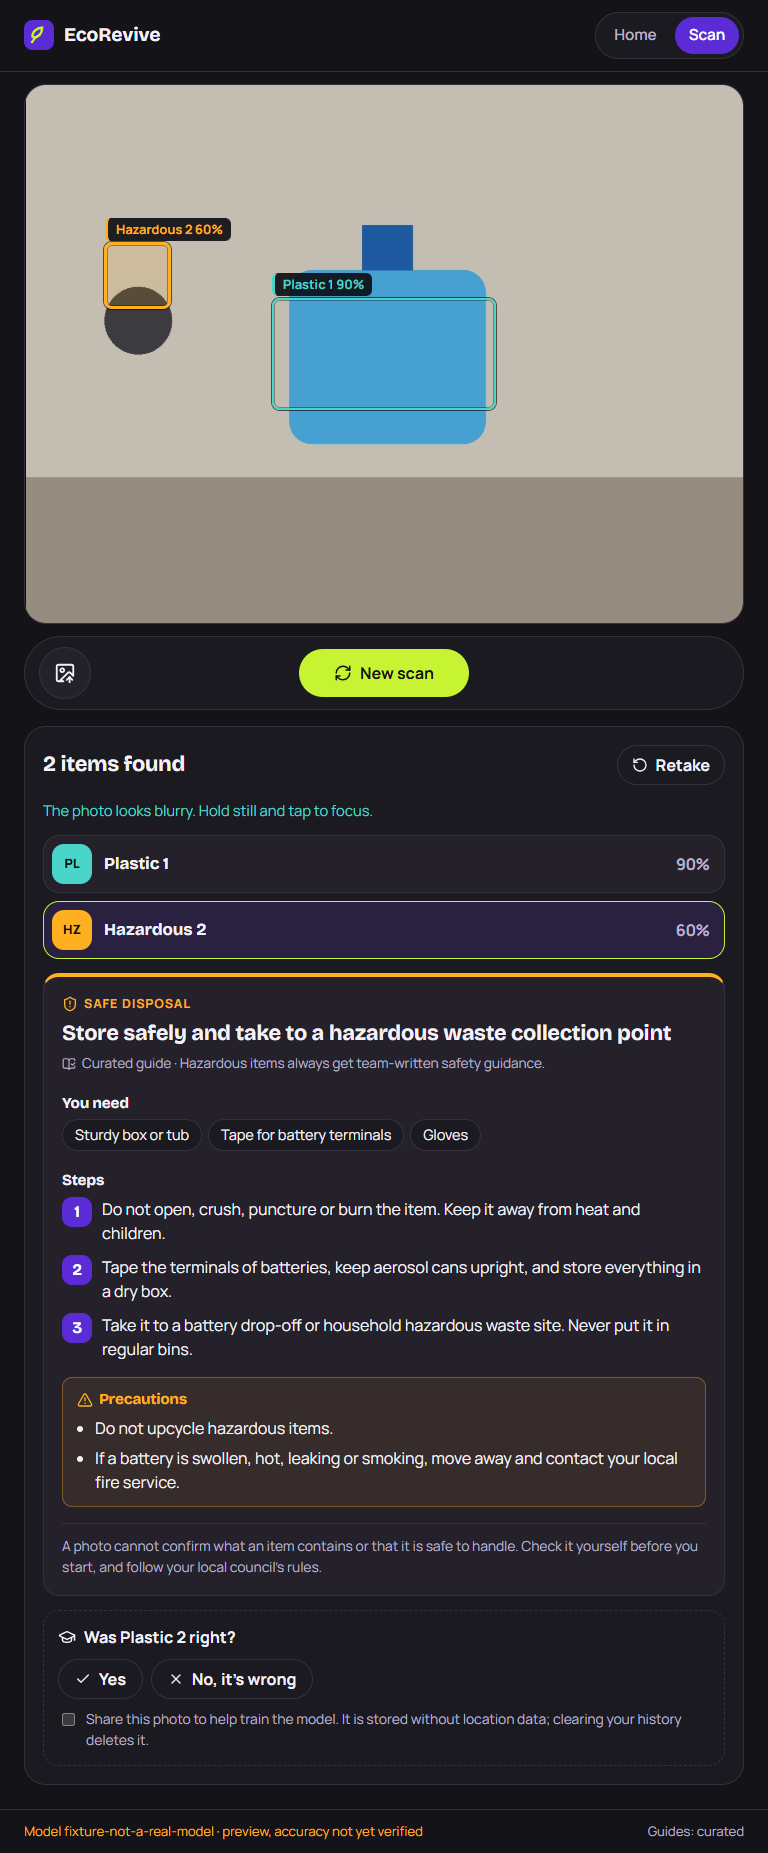 EcoRevive
Home
Scan
Hazardous 2 60%
Plastic 1 90%
New scan
2 items found
Retake
The photo looks blurry. Hold still and tap to focus.
PL
Plastic 1
90%
HZ
Hazardous 2
60%
SAFE DISPOSAL
Store safely and take to a hazardous waste collection point
Curated guide · Hazardous items always get team-written safety guidance.
You need
Sturdy box or tub
Tape for battery terminals
Gloves
Steps
1
Do not open, crush, puncture or burn the item. Keep it away from heat and
children.
2
Tape the terminals of batteries, keep aerosol cans upright, and store everything in
a dry box.
3
Take it to a battery drop-off or household hazardous waste site. Never put it in
regular bins.
Precautions
• Do not upcycle hazardous items.
• If a battery is swollen, hot, leaking or smoking, move away and contact your local
fire service.
A photo cannot confirm what an item contains or that it is safe to handle. Check it yourself before you
start, and follow your local council's rules.
Was Plastic 2 right?
Yes
No, it's wrong
Share this photo to help train the model. It is stored without location data; clearing your history
deletes it.
Model fixture-not-a-real-model · preview, accuracy not yet verified
Guides: curated